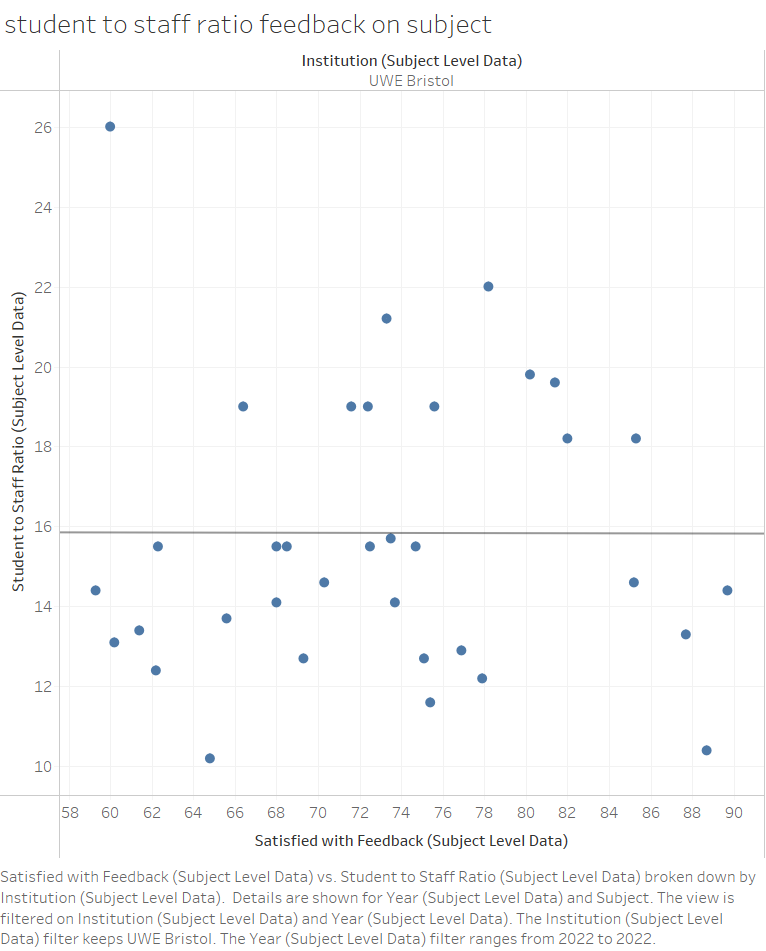 student to staff ratio feedback on subject
Institution (Subject Level Data)
UWE Bristol
26
24
22
20
18
16
14
12
10
Student to Staff Ratio (Subject Level Data)
58 60 62 64 66 68 70 72 74 76 78 80 82 84 86 88 90
Satisfied with Feedback (Subject Level Data)
Satisfied with Feedback (Subject Level Data) vs. Student to Staff Ratio (Subject Level Data) broken down by
Institution (Subject Level Data).  Details are shown for Year (Subject Level Data) and Subject. The view is
filtered on Institution (Subject Level Data) and Year (Subject Level Data). The Institution (Subject Level
Data) filter keeps UWE Bristol. The Year (Subject Level Data) filter ranges from 2022 to 2022.